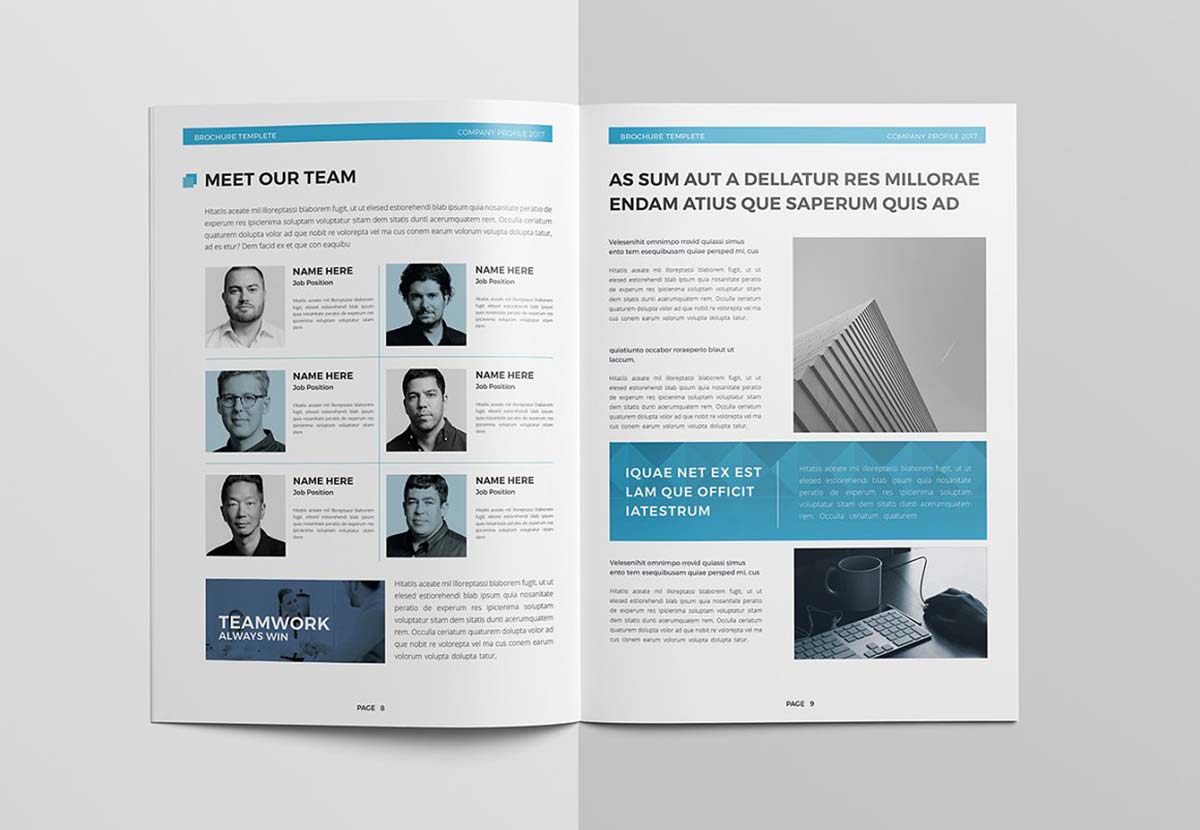 BROCHURE TEMPLETE
COMPANY PROFILE 2017
MEET OUR TEAM
Hitatiis aceate mil illoreptassi blaborem fugit, ut ut elesed estiorehendi blab ipsum quia nosanitate peratio de
experum res ipicienima soluptam voluptatur sitam dem sitatis dunti acerumquatem rem. Occulla ceriatum
quaturem dolupta volor ad que nobit re volorepta vel ma cus conem earum volorum volupta dolupta tatur,
ad es etur? Dem facid ex et que con eaquibu
NAME HERE
Job Position
Hitatiis aceate mil illoreptassi blaborem
fugit, elesed estiorehendi blab ipsum
quia nosanitate peratio de experum res
ipicienima soluptam voluptatur sitam
dem
NAME HERE
Job Position
Hitatiis aceate mil illoreptassi blaborem
fugit, elesed estiorehendi blab ipsum
quia nosanitate peratio de experum res
ipicienima soluptam voluptatur sitam
dem
NAME HERE
Job Position
Hitatiis aceate mil illoreptassi blaborem
fugit, elesed estiorehendi blab ipsum
quia nosanitate peratio de experum res
ipicienima soluptam voluptatur sitam
dem
NAME HERE
Job Position
Hitatiis aceate mil illoreptassi blaborem
fugit, elesed estiorehendi blab ipsum
quia nosanitate peratio de experum res
ipicienima soluptam voluptatur sitam
dem
NAME HERE
Job Position
Hitatiis aceate mil illoreptassi blaborem
fugit, elesed estiorehendi blab ipsum
quia nosanitate peratio de experum res
ipicienima soluptam voluptatur sitam
dem
NAME HERE
Job Position
Hitatiis aceate mil illoreptassi blaborem
fugit, elesed estiorehendi blab ipsum
quia nosanitate peratio de experum res
ipicienima soluptam voluptatur sitam
dem
TEAMWORK
ALWAYS WIN
Hitatiis aceate mil illoreptassi blaborem fugit, ut ut
elesed estiorehendi blab ipsum quia nosanitate
peratio de experum res ipicienima soluptam
voluptatur sitam dem sitatis dunti acerumquatem
rem. Occulla ceriatum quaturem dolupta volor ad
que nobit re volorepta vel ma cus conem earum
volorum volupta dolupta tatur,
PAGE 8
BROCHURE TEMPLETE
COMPANY PROFILE 2017
AS SUM AUT A DELLATUR RES MILLORAE
ENDAM ATIUS QUE SAPERUM QUIS AD
Velesenihit omnimpo rrovid quiassi simus
ento tem esequibusam quiae persped mi, cus
Hitatiis aceate mil illoreptassi blaborem fugit, ut ut
elesed estiorehendi blab ipsum quia nosanitate peratio
de experum res ipicienima soluptam voluptatur sitam
dem sitatis dunti acerumquatem rem. Occulla ceriatum
quaturem dolupta volor ad que nobit re volorepta vel ma
cus conem earum volorum volupta dolupta tatur,
quiatiunto occabor roraeperio blaut ut
laccum,
Hitatiis aceate mil illoreptassi blaborem fugit, ut ut
elesed estiorehendi blab ipsum quia nosanitate peratio
de experum res ipicienima soluptam voluptatur sitam
dem sitatis dunti acerumquatem rem. Occulla ceriatum
quaturem dolupta volor ad que nobit re volorepta vel ma
cus conem earum volorum volupta dolupta tatur,
IQUAE NET EX EST
LAM QUE OFFICIT
IATESTRUM
Hitatiis aceate mil illoreptassi blaborem fugit, ut ut
elesed estiorehendi blab ipsum quia nosanitate
peratio de experum res ipicienima soluptam
voluptatur sitam dem sitatis dunti acerumquatem
rem. Occulla ceriatum quaturem
Velesenihit omnimpo rrovid quiassi simus
ento tem esequibusam quiae persped mi, cus
Hitatiis aceate mil illoreptassi blaborem fugit, ut ut
elesed estiorehendi blab ipsum quia nosanitate peratio
de experum res ipicienima soluptam voluptatur sitam
dem sitatis dunti acerumquatem rem. Occulla ceriatum
quaturem dolupta volor ad que nobit re volorepta vel ma
cus conem earum volorum volupta dolupta tatur,
PAGE 9